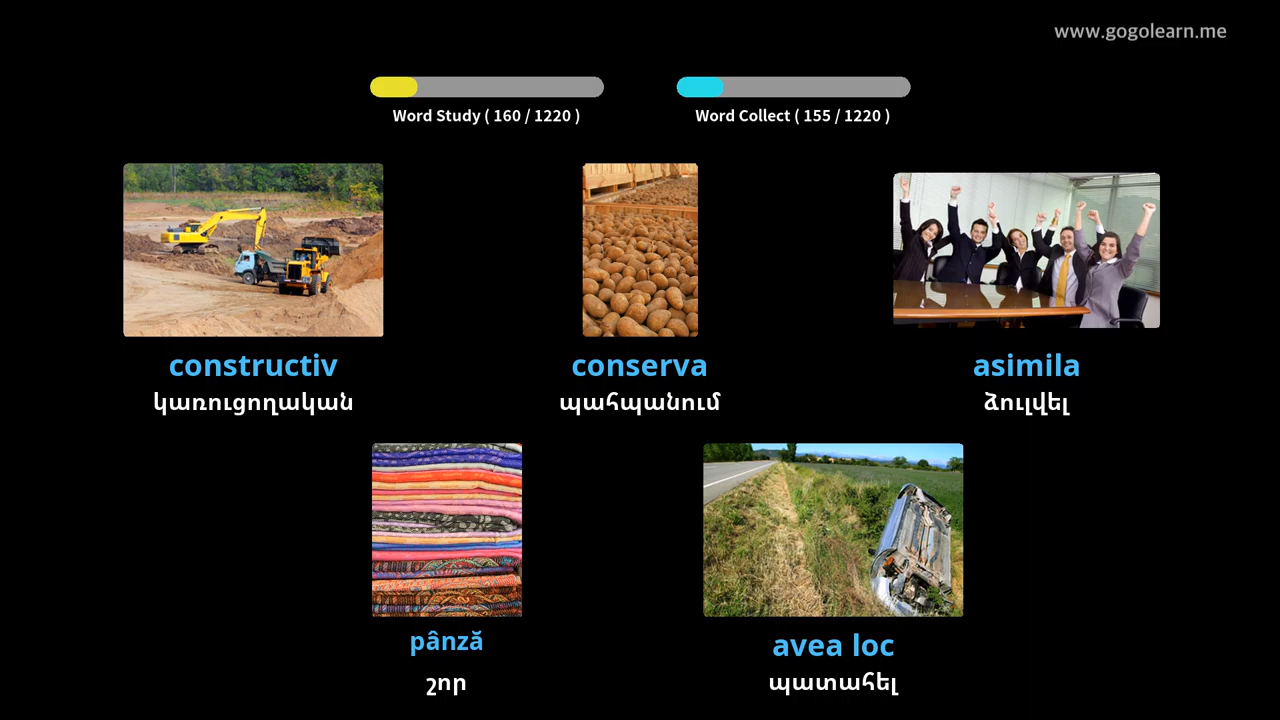 www.gogolearn.me
Word Study ( 160 / 1220 )
Word Collect ( 155 / 1220 )
constructiv
կառուցողական
conserva
պահպանում
asimila
ձուլվել
pânză
շոր
avea loc
պատահել